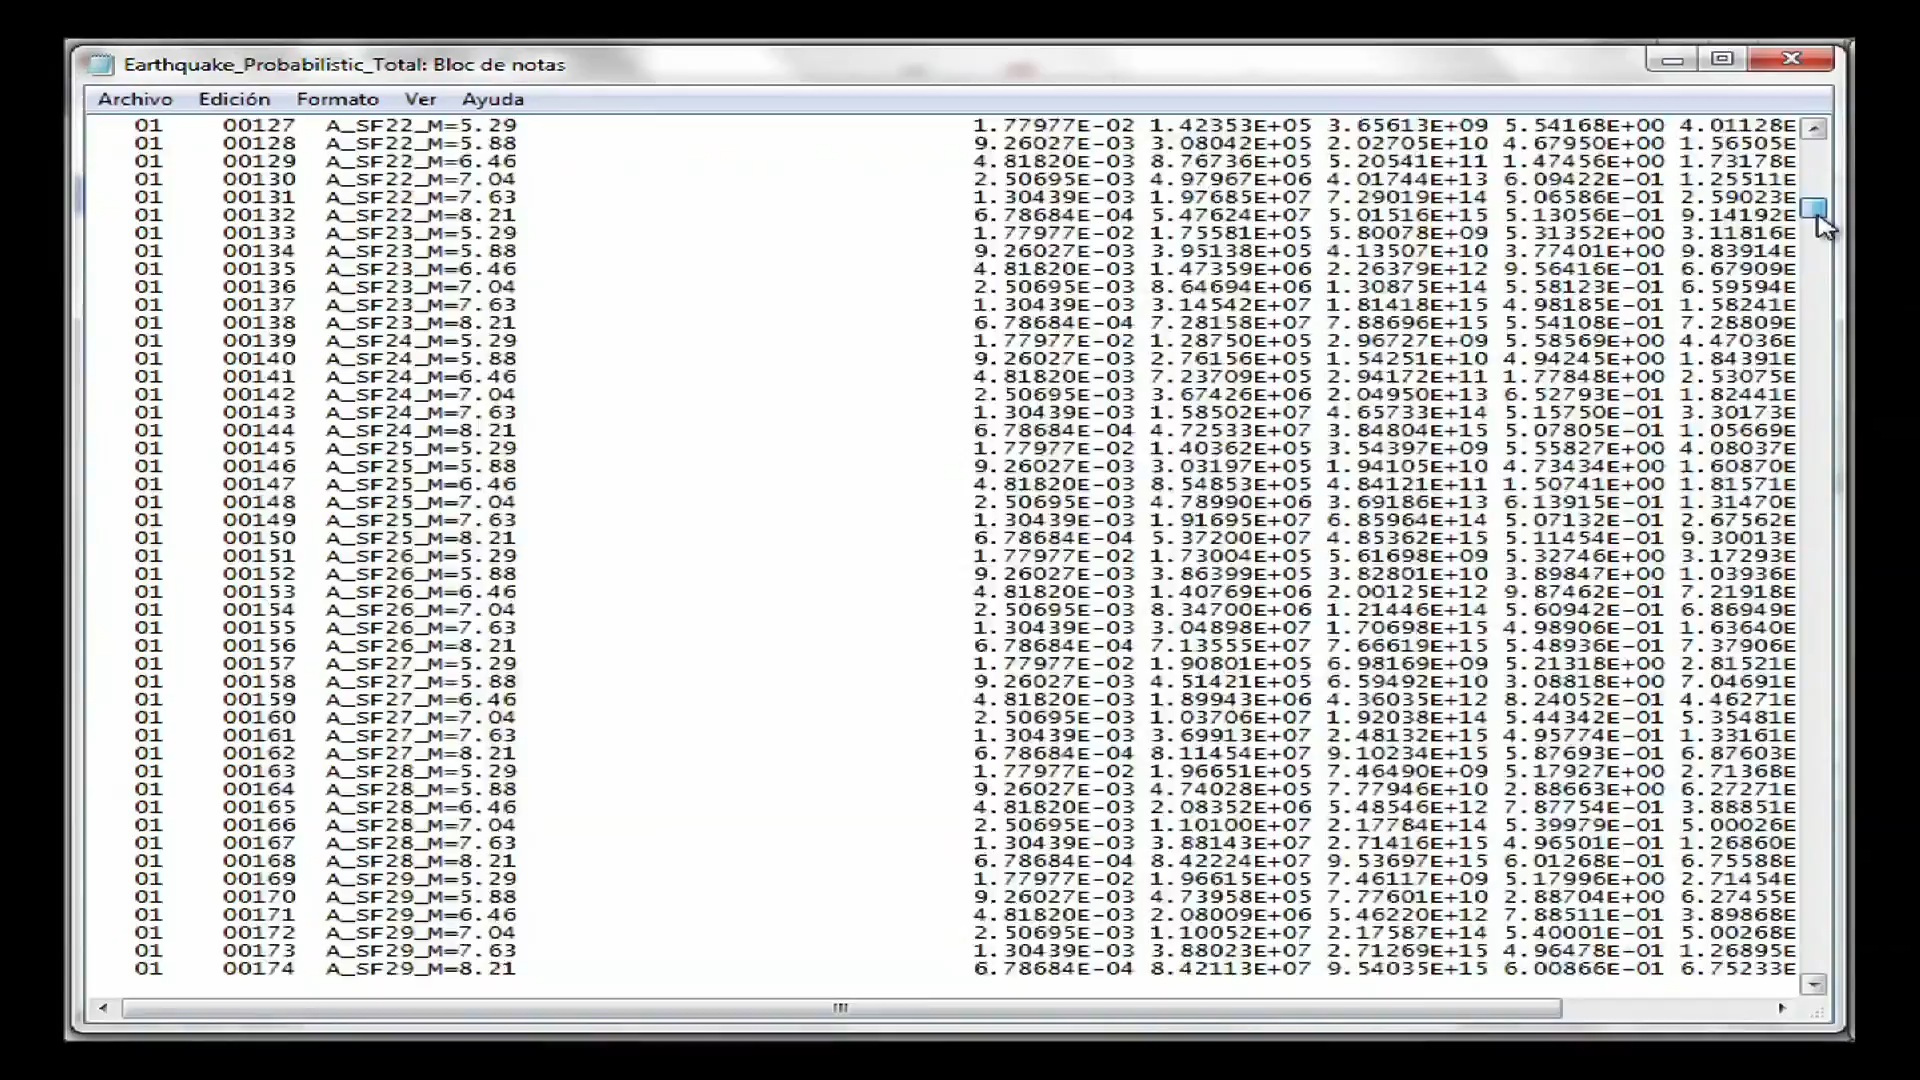 Earthquake_Probabilistic_Total: Bloc de notas
Archivo Edición Formato Ver Ayuda
01 00127 A_SF22_M=5.29 1.77977E-02 1.42353E+05 3.65613E+09 5.54168E+00 4.01128E
01 00128 A_SF22_M=5.88 9.26027E-03 3.08042E+05 2.02705E+10 4.67950E+00 1.56505E
01 00129 A_SF22_M=6.46 4.81820E-03 8.76736E+05 5.20541E+11 1.47456E+00 1.73178E
01 00130 A_SF22_M=7.04 2.50695E-03 4.97967E+06 4.01744E+13 6.09422E-01 1.25511E
01 00131 A_SF22_M=7.63 1.30439E-03 1.97685E+07 7.29019E+14 5.06586E-01 2.59023E
01 00132 A_SF22_M=8.21 6.78684E-04 5.47624E+07 5.01516E+15 5.13056E-01 9.14192E
01 00133 A_SF23_M=5.29 1.77977E-02 1.75581E+05 5.80078E+09 5.31352E+00 3.11816E
01 00134 A_SF23_M=5.88 9.26027E-03 3.95138E+05 4.13507E+10 3.77401E+00 9.83914E
01 00135 A_SF23_M=6.46 4.81820E-03 1.47359E+06 2.26379E+12 9.56416E-01 6.67909E
01 00136 A_SF23_M=7.04 2.50695E-03 8.64694E+06 1.30875E+14 5.58123E-01 6.59594E
01 00137 A_SF23_M=7.63 1.30439E-03 3.14542E+07 1.81418E+15 4.98185E-01 1.58241E
01 00138 A_SF23_M=8.21 6.78684E-04 7.28158E+07 7.88696E+15 5.54108E-01 7.28809E
01 00139 A_SF24_M=5.29 1.77977E-02 1.28750E+05 2.96727E+09 5.58569E+00 4.47036E
01 00140 A_SF24_M=5.88 9.26027E-03 2.76156E+05 1.54251E+10 4.94245E+00 1.84391E
01 00141 A_SF24_M=6.46 4.81820E-03 7.23709E+05 2.94172E+11 1.77848E+00 2.53075E
01 00142 A_SF24_M=7.04 2.50695E-03 3.67426E+06 2.04950E+13 6.52793E-01 1.82441E
01 00143 A_SF24_M=7.63 1.30439E-03 1.58502E+07 4.65733E+14 5.15750E-01 3.30173E
01 00144 A_SF24_M=8.21 6.78684E-04 4.72533E+07 3.84804E+15 5.07805E-01 1.05669E
01 00145 A_SF25_M=5.29 1.77977E-02 1.40362E+05 3.54397E+09 5.55827E+00 4.08037E
01 00146 A_SF25_M=5.88 9.26027E-03 3.03197E+05 1.94105E+10 4.73434E+00 1.60870E
01 00147 A_SF25_M=6.46 4.81820E-03 8.54853E+05 4.84121E+11 1.50741E+00 1.81571E
01 00148 A_SF25_M=7.04 2.50695E-03 4.78990E+06 3.69186E+13 6.13915E-01 1.31470E
01 00149 A_SF25_M=7.63 1.30439E-03 1.91695E+07 6.85964E+14 5.07132E-01 2.67562E
01 00150 A_SF25_M=8.21 6.78684E-04 5.37200E+07 4.85362E+15 5.11454E-01 9.30013E
01 00151 A_SF26_M=5.29 1.77977E-02 1.73004E+05 5.61698E+09 5.32746E+00 3.17293E
01 00152 A_SF26_M=5.88 9.26027E-03 3.86399E+05 3.82801E+10 3.89847E+00 1.03936E
01 00153 A_SF26_M=6.46 4.81820E-03 1.40769E+06 2.00125E+12 9.87462E-01 7.21918E
01 00154 A_SF26_M=7.04 2.50695E-03 8.34700E+06 1.21446E+14 5.60942E-01 6.86949E
01 00155 A_SF26_M=7.63 1.30439E-03 3.04898E+07 1.70698E+15 4.98906E-01 1.63640E
01 00156 A_SF26_M=8.21 6.78684E-04 7.13555E+07 7.66619E+15 5.48936E-01 7.37906E
01 00157 A_SF27_M=5.29 1.77977E-02 1.90801E+05 6.98169E+09 5.21318E+00 2.81521E
01 00158 A_SF27_M=5.88 9.26027E-03 4.51421E+05 6.59492E+10 3.08818E+00 7.04691E
01 00159 A_SF27_M=6.46 4.81820E-03 1.89943E+06 4.36035E+12 8.24052E-01 4.46271E
01 00160 A_SF27_M=7.04 2.50695E-03 1.03706E+07 1.92038E+14 5.44342E-01 5.35481E
01 00161 A_SF27_M=7.63 1.30439E-03 3.69913E+07 2.48132E+15 4.95774E-01 1.33161E
01 00162 A_SF27_M=8.21 6.78684E-04 8.11454E+07 9.10234E+15 5.87693E-01 6.87603E
01 00163 A_SF28_M=5.29 1.77977E-02 1.96651E+05 7.46490E+09 5.17927E+00 2.71368E
01 00164 A_SF28_M=5.88 9.26027E-03 4.74028E+05 7.77946E+10 2.88663E+00 6.27271E
01 00165 A_SF28_M=6.46 4.81820E-03 2.08352E+06 5.48546E+12 7.87754E-01 3.88851E
01 00166 A_SF28_M=7.04 2.50695E-03 1.10100E+07 2.17784E+14 5.39979E-01 5.00026E
01 00167 A_SF28_M=7.63 1.30439E-03 3.88143E+07 2.71416E+15 4.96501E-01 1.26860E
01 00168 A_SF28_M=8.21 6.78684E-04 8.42224E+07 9.53697E+15 6.01268E-01 6.75588E
01 00169 A_SF29_M=5.29 1.77977E-02 1.96615E+05 7.46117E+09 5.17996E+00 2.71454E
01 00170 A_SF29_M=5.88 9.26027E-03 4.73958E+05 7.77601E+10 2.88704E+00 6.27455E
01 00171 A_SF29_M=6.46 4.81820E-03 2.08009E+06 5.46220E+12 7.88511E-01 3.89868E
01 00172 A_SF29_M=7.04 2.50695E-03 1.10052E+07 2.17587E+14 5.40001E-01 5.00268E
01 00173 A_SF29_M=7.63 1.30439E-03 3.88023E+07 2.71269E+15 4.96478E-01 1.26895E
01 00174 A_SF29_M=8.21 6.78684E-04 8.42113E+07 9.54035E+15 6.00866E-01 6.75233E